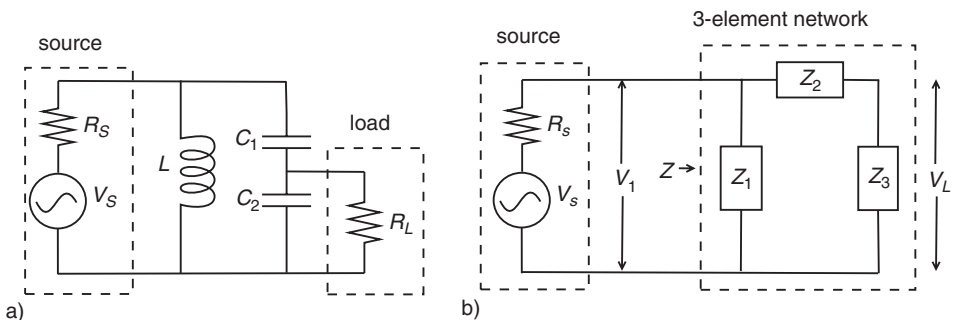 source
R_S
V_S
L
C_1
C_2
load
R_L
a)
source
R_s
V_s
V_1
3-element network
Z_2
Z →
Z_1
Z_3
V_L
b)